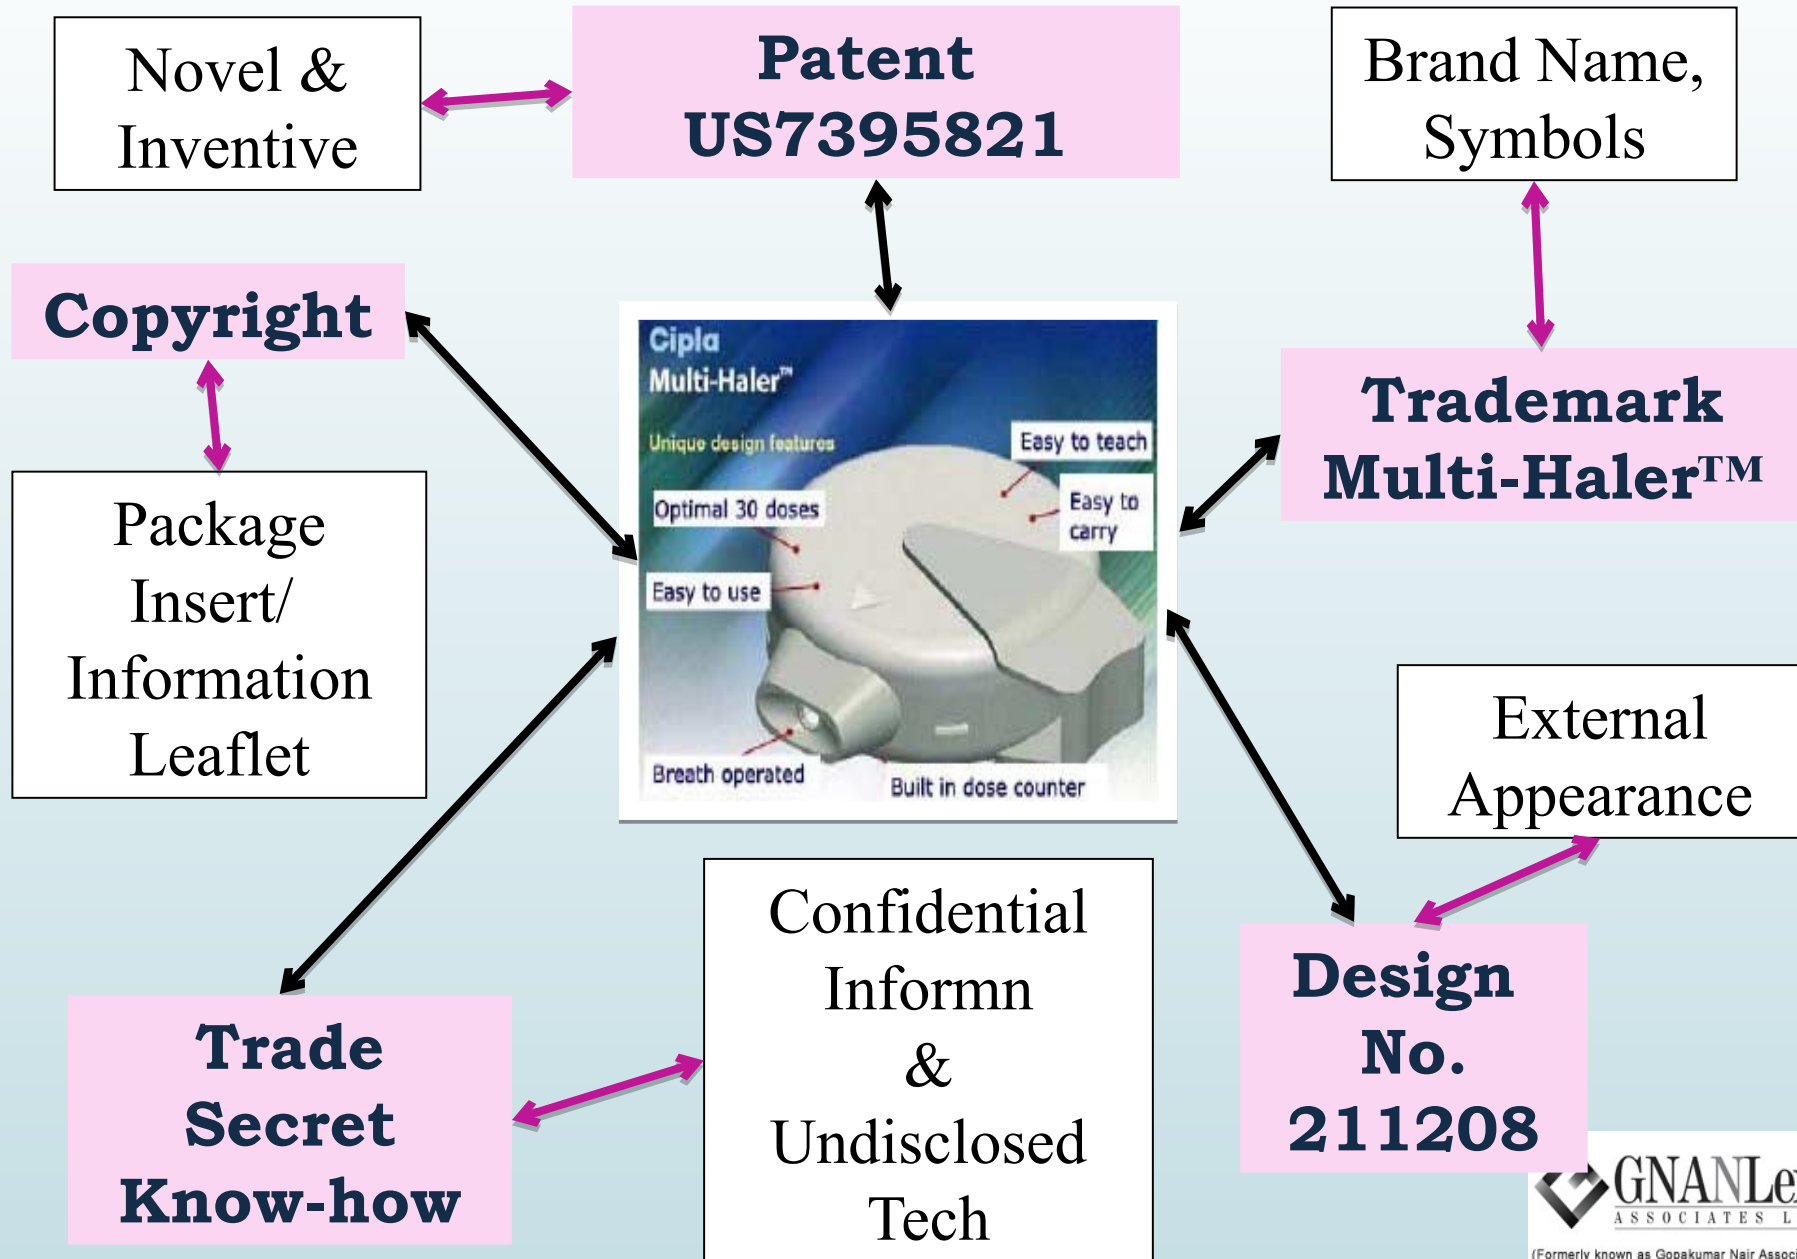 Novel &
Inventive
Patent
US7395821
Brand Name,
Symbols
Copyright
Trademark
Multi-Haler™
Package
Insert/
Information
Leaflet
Cipla
Multi-Haler™
Unique design features
Easy to teach
Easy to
carry
Optimal 30 doses
Easy to use
Breath operated
Built in dose counter
External
Appearance
Confidential
Informn
&
Undisclosed
Tech
Design
No.
211208
Trade
Secret
Know-how
GNANLe
ASSOCIATES L
(Formerly known as Gopakumar Nair Associ